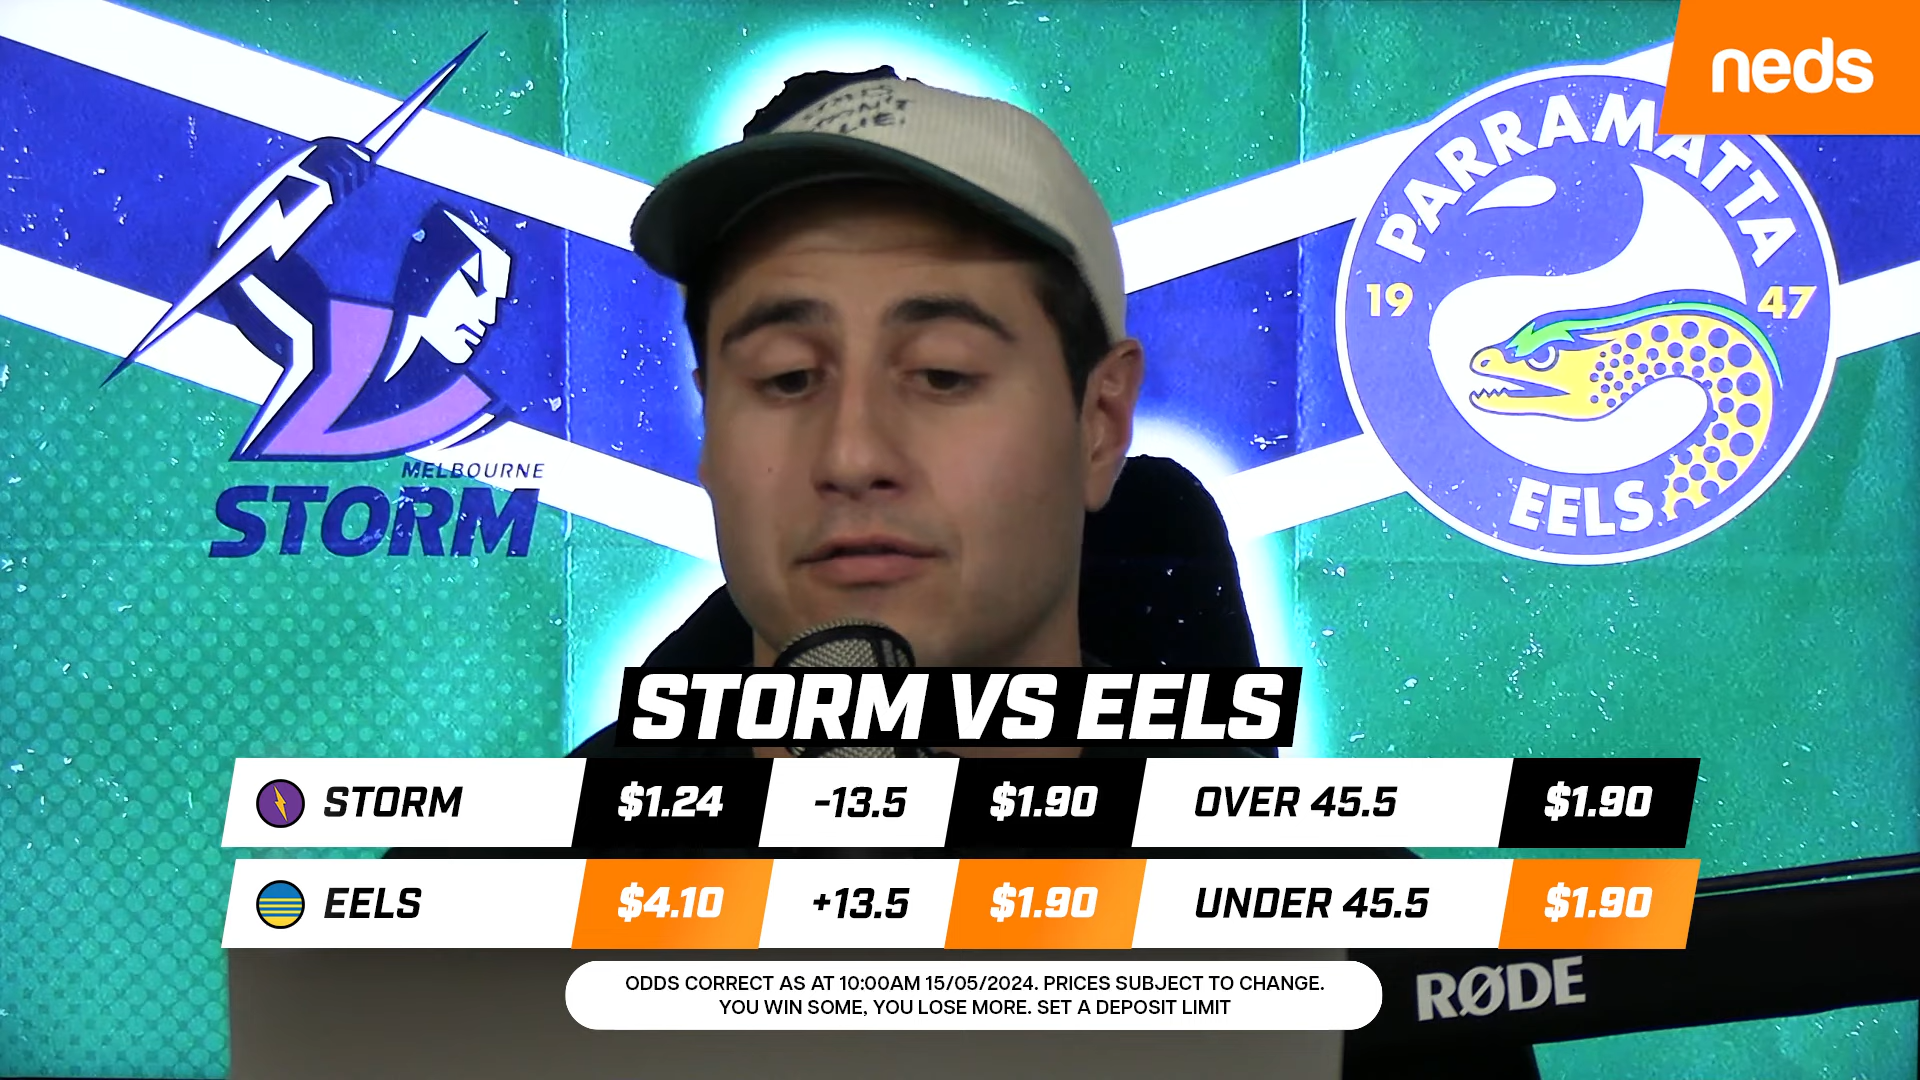 neds
PARRAMATTA
19 47
EELS
MELBOURNE
STORM
STORM VS EELS
STORM $1.24 -13.5 $1.90 OVER 45.5 $1.90
EELS $4.10 +13.5 $1.90 UNDER 45.5 $1.90
ODDS CORRECT AS AT 10:00AM 15/05/2024. PRICES SUBJECT TO CHANGE.
YOU WIN SOME, YOU LOSE MORE. SET A DEPOSIT LIMIT
RØDE